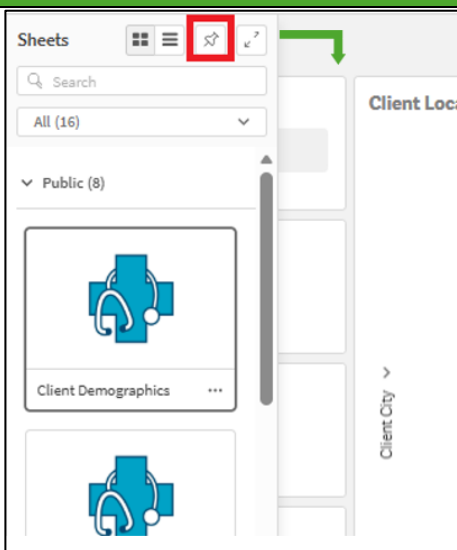 Sheets
Search
All (16)
Public (8)
Client Demographics ...
Client Loca
Client City